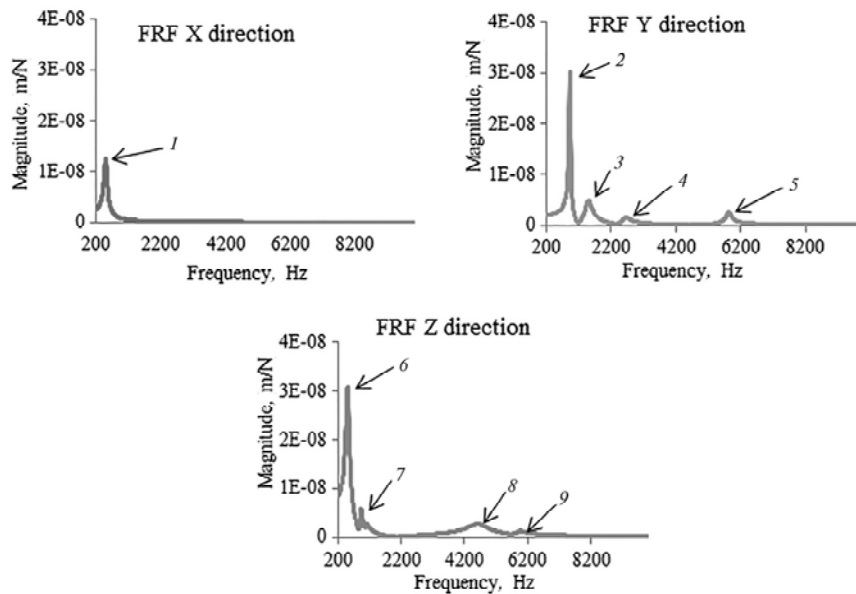 FRF X direction
Magnitude, m/N
4E-08
3E-08
2E-08
1E-08
0
1
200 2200 4200 6200 8200
Frequency, Hz
FRF Y direction
Magnitude, m/N
4E-08
3E-08
2E-08
1E-08
0
2
3
4
5
200 2200 4200 6200 8200
Frequency, Hz
FRF Z direction
Magnitude, m/N
4E-08
3E-08
2E-08
1E-08
0
6
7
8
9
200 2200 4200 6200 8200
Frequency, Hz